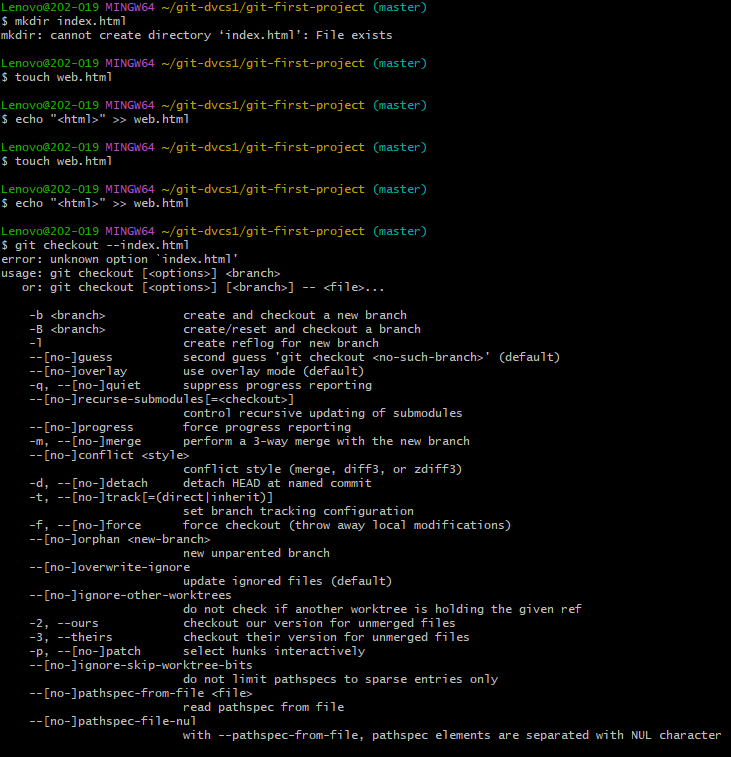 Lenovo@202-019 MINGW64 ~/git-dvcs1/git-first-project (master)
$ mkdir index.html
mkdir: cannot create directory ‘index.html’: File exists
Lenovo@202-019 MINGW64 ~/git-dvcs1/git-first-project (master)
$ touch web.html
Lenovo@202-019 MINGW64 ~/git-dvcs1/git-first-project (master)
$ echo "<html>" >> web.html
Lenovo@202-019 MINGW64 ~/git-dvcs1/git-first-project (master)
$ touch web.html
Lenovo@202-019 MINGW64 ~/git-dvcs1/git-first-project (master)
$ echo "<html>" >> web.html
Lenovo@202-019 MINGW64 ~/git-dvcs1/git-first-project (master)
$ git checkout --index.html
error: unknown option `index.html'
usage: git checkout [<options>] <branch>
   or: git checkout [<options>] [<branch>] -- <file>...
    -b <branch>           create and checkout a new branch
    -B <branch>           create/reset and checkout a branch
    -l                    create reflog for new branch
    --[no-]guess          second guess 'git checkout <no-such-branch>' (default)
    --[no-]overlay        use overlay mode (default)
    -q, --[no-]quiet      suppress progress reporting
    --[no-]recurse-submodules[=<checkout>]
                          control recursive updating of submodules
    --[no-]progress       force progress reporting
    -m, --[no-]merge      perform a 3-way merge with the new branch
    --[no-]conflict <style>
                          conflict style (merge, diff3, or zdiff3)
    -d, --[no-]detach     detach HEAD at named commit
    -t, --[no-]track[=(direct|inherit)]
                          set branch tracking configuration
    -f, --[no-]force      force checkout (throw away local modifications)
    --[no-]orphan <new-branch>
                          new unparented branch
    --[no-]overwrite-ignore
                          update ignored files (default)
    --[no-]ignore-other-worktrees
                          do not check if another worktree is holding the given ref
    -2, --ours            checkout our version for unmerged files
    -3, --theirs          checkout their version for unmerged files
    -p, --[no-]patch      select hunks interactively
    --[no-]ignore-skip-worktree-bits
                          do not limit pathspecs to sparse entries only
    --[no-]pathspec-from-file <file>
                          read pathspec from file
    --[no-]pathspec-file-nul
                          with --pathspec-from-file, pathspec elements are separated with NUL character